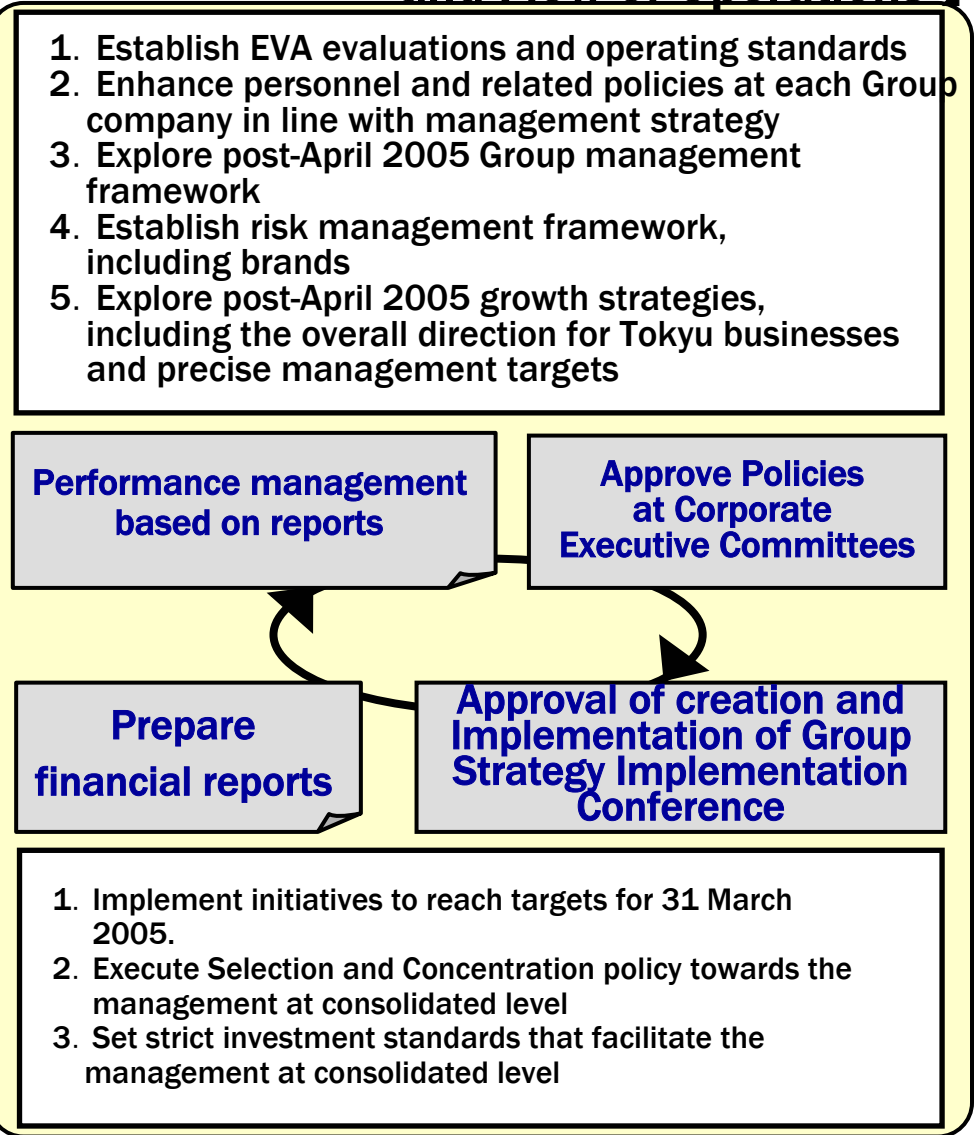 1. Establish EVA evaluations and operating standards
2. Enhance personnel and related policies at each Group
company in line with management strategy
3. Explore post-April 2005 Group management
framework
4. Establish risk management framework,
including brands
5. Explore post-April 2005 growth strategies,
including the overall direction for Tokyu businesses
and precise management targets
Performance management
based on reports
Approve Policies
at Corporate
Executive Committees
Prepare
financial reports
Approval of creation and
Implementation of Group
Strategy Implementation
Conference
1. Implement initiatives to reach targets for 31 March
2005.
2. Execute Selection and Concentration policy towards the
management at consolidated level
3. Set strict investment standards that facilitate the
management at consolidated level